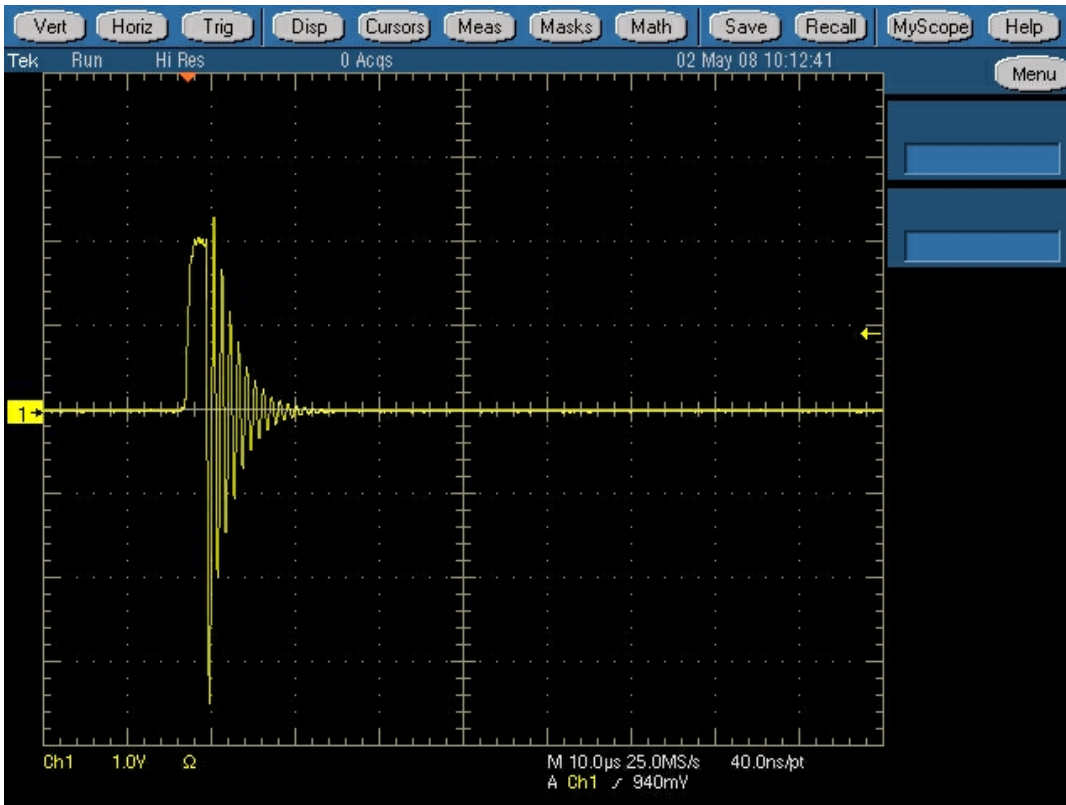 Vert Horiz Trig Disp Cursors Meas Masks Math Save Recall MyScope Help
Tek Run Hi Res 0 Acqs 02 May 08 10:12:41
Menu
1
Ch1 1.0V Ω M 10.0µs 25.0MS/s 40.0ns/pt
A Ch1 ∕ 940mV